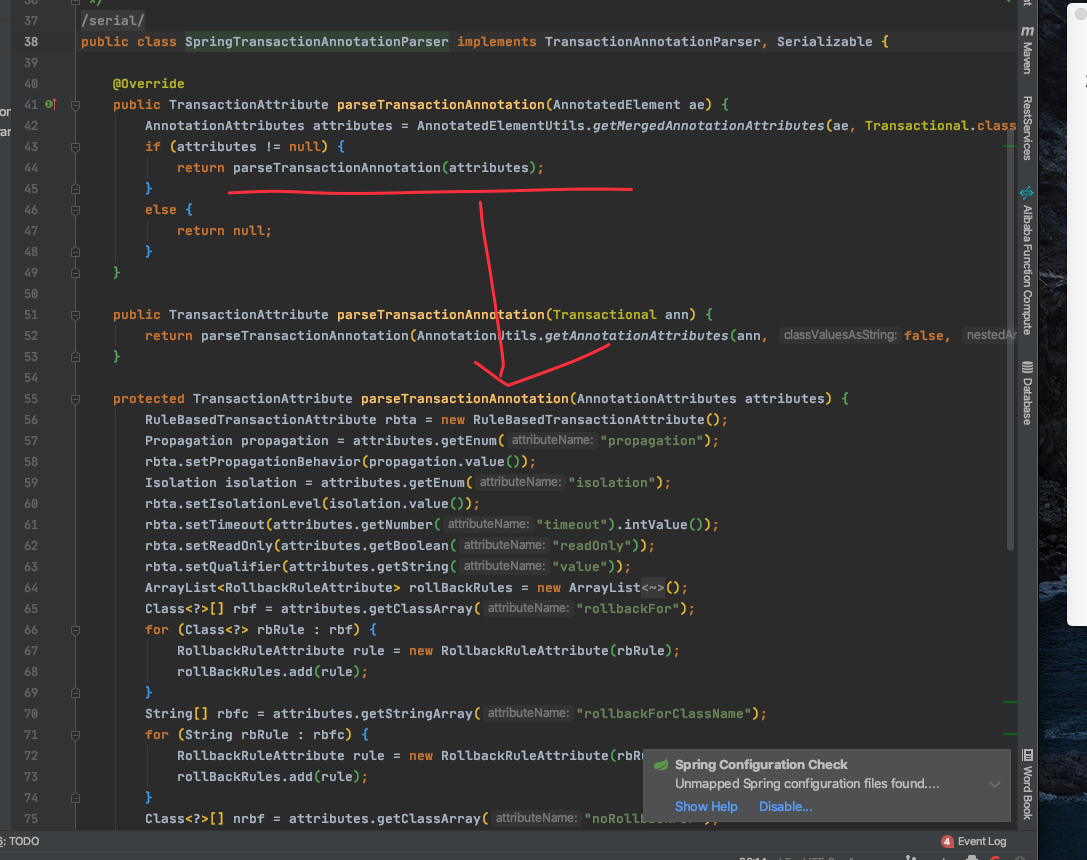 37 /serial/
38 public class SpringTransactionAnnotationParser implements TransactionAnnotationParser, Serializable {
39
40 @Override
41 public TransactionAttribute parseTransactionAnnotation(AnnotatedElement ae) {
42 AnnotationAttributes attributes = AnnotatedElementUtils.getMergedAnnotationAttributes(ae, Transactional.class
43 if (attributes != null) {
44 return parseTransactionAnnotation(attributes);
45 }
46 else {
47 return null;
48 }
49 }
50
51 public TransactionAttribute parseTransactionAnnotation(Transactional ann) {
52 return parseTransactionAnnotation(AnnotationUtils.getAnnotationAttributes(ann, classValuesAsString: false, nestedAn
53 }
54
55 protected TransactionAttribute parseTransactionAnnotation(AnnotationAttributes attributes) {
56 RuleBasedTransactionAttribute rbta = new RuleBasedTransactionAttribute();
57 Propagation propagation = attributes.getEnum( attributeName: "propagation");
58 rbta.setPropagationBehavior(propagation.value());
59 Isolation isolation = attributes.getEnum( attributeName: "isolation");
60 rbta.setIsolationLevel(isolation.value());
61 rbta.setTimeout(attributes.getNumber( attributeName: "timeout").intValue());
62 rbta.setReadOnly(attributes.getBoolean( attributeName: "readOnly"));
63 rbta.setQualifier(attributes.getString( attributeName: "value"));
64 ArrayList<RollbackRuleAttribute> rollBackRules = new ArrayList<~>();
65 Class<?>[] rbf = attributes.getClassArray( attributeName: "rollbackFor");
66 for (Class<?> rbRule : rbf) {
67 RollbackRuleAttribute rule = new RollbackRuleAttribute(rbRule);
68 rollBackRules.add(rule);
69 }
70 String[] rbfc = attributes.getStringArray( attributeName: "rollbackForClassName");
71 for (String rbRule : rbfc) {
72 RollbackRuleAttribute rule = new RollbackRuleAttribute(rbRu
73 rollBackRules.add(rule);
74 }
75 Class<?>[] nrbf = attributes.getClassArray( attributeName:
Spring Configuration Check
Unmapped Spring configuration files found....
Show Help Disable...
m Maven
RestServices
Alibaba Function Compute
Database
Word Book
6: TODO
4 Event Log